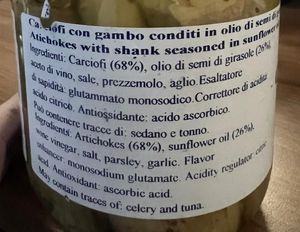 Carciofi con gambo conditi in olio di semi di g
Atichokes with shank seasoned in sunflower
Ingredienti: Carciofi (68%), olio di semi di girasole (26%),
aceto di vino, sale, prezzemolo, aglio. Esaltatore
di sapidità: glutammato monosodico. Correttore di acidità
acido citrico. Antiossidante: acido ascorbico.
Può contenere tracce di: sedano e tonno.
Ingredients: Artichokes (68%), sunflower oil (26%),
wine vinegar, salt, parsley, garlic. Flavor
enhancer: monosodium glutamate. Acidity regulator: citric
acid. Antioxidant: ascorbic acid.
May contain traces of: celery and tuna.